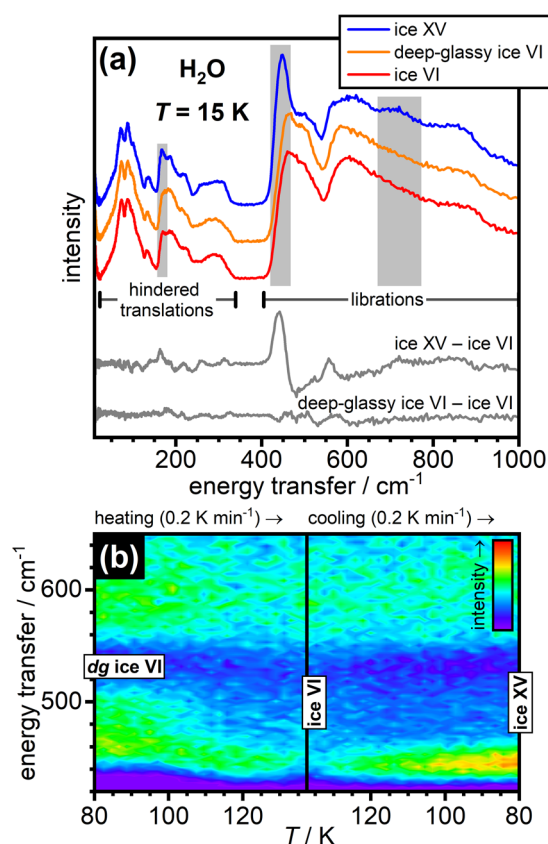 ice XV
deep-glassy ice VI
ice VI
(a)
H₂O
T = 15 K
intensity
hindered
translations
librations
ice XV – ice VI
deep-glassy ice VI – ice VI
200 400 600 800 1000
energy transfer / cm⁻¹
heating (0.2 K min⁻¹) → cooling (0.2 K min⁻¹) →
(b)
intensity →
energy transfer / cm⁻¹
600
500
dg ice VI
ice VI
ice XV
80 100 120 120 100 80
T / K